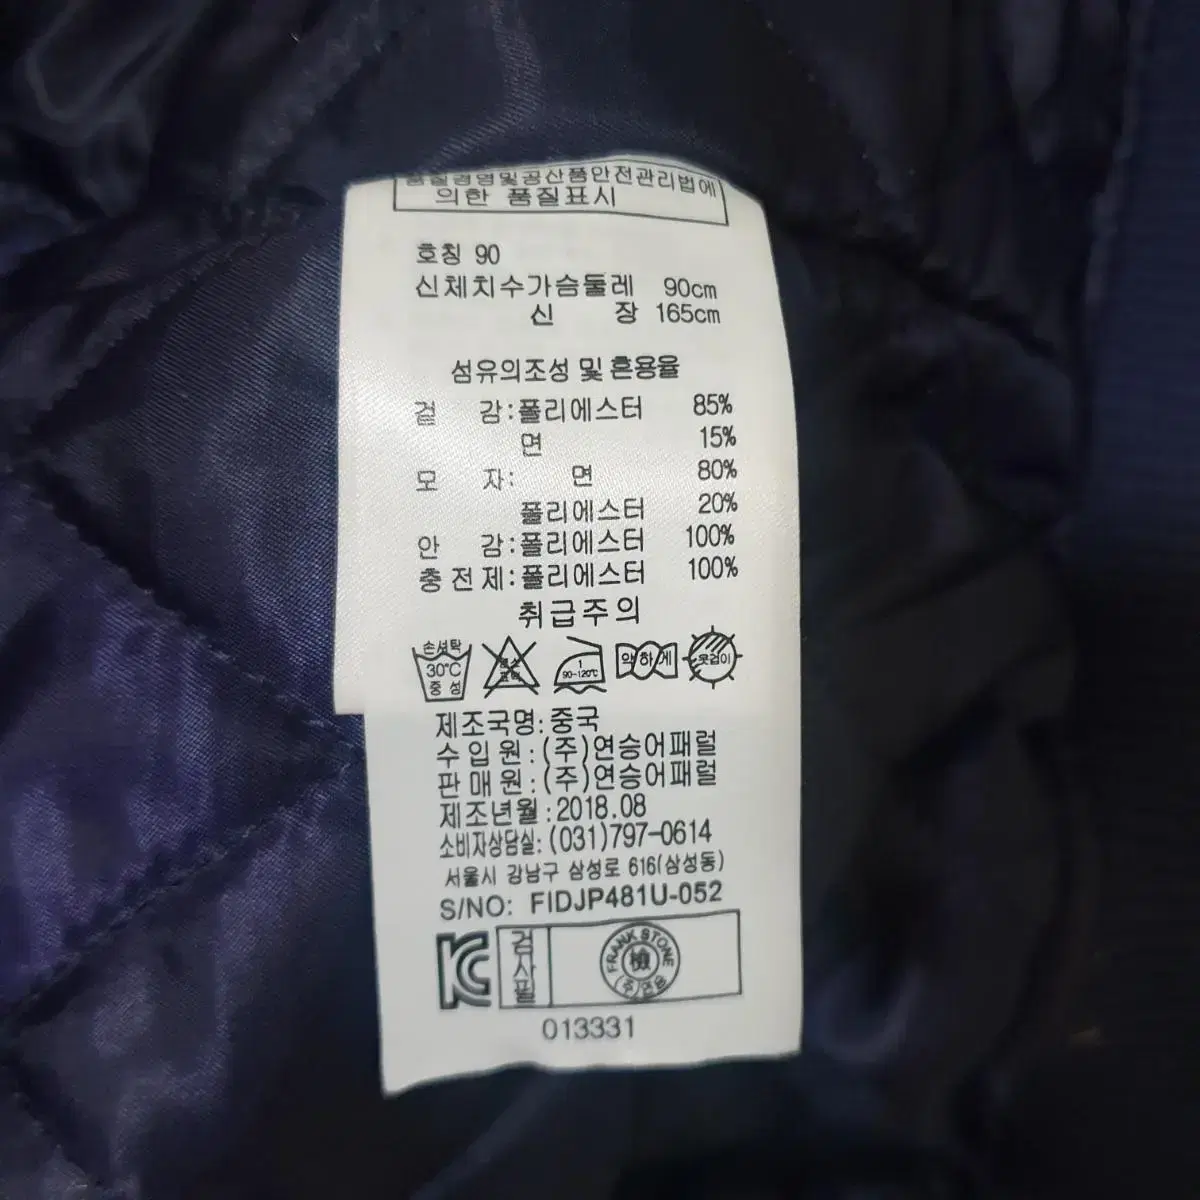 품질경영및공산품안전관리법에
의한 품질표시
호칭 90
신체치수가슴둘레 90cm
신 장 165cm
섬유의조성 및 혼용율
겉 감:폴리에스터 85%
면 15%
모 자: 면 80%
폴리에스터 20%
안 감:폴리에스터 100%
충전제:폴리에스터 100%
취급주의
손세탁
30℃
중성
1
90-120℃
약하게
옷걸이
제조국명:중국
수입원:(주)연승어패럴
판매원:(주)연승어패럴
제조년월:2018.08
소비자상담실:(031)797-0614
서울시 강남구 삼성로 616(삼성동)
S/NO: FIDJP481U-052
검사필
FRANK STONE
檢
(주)연승
013331